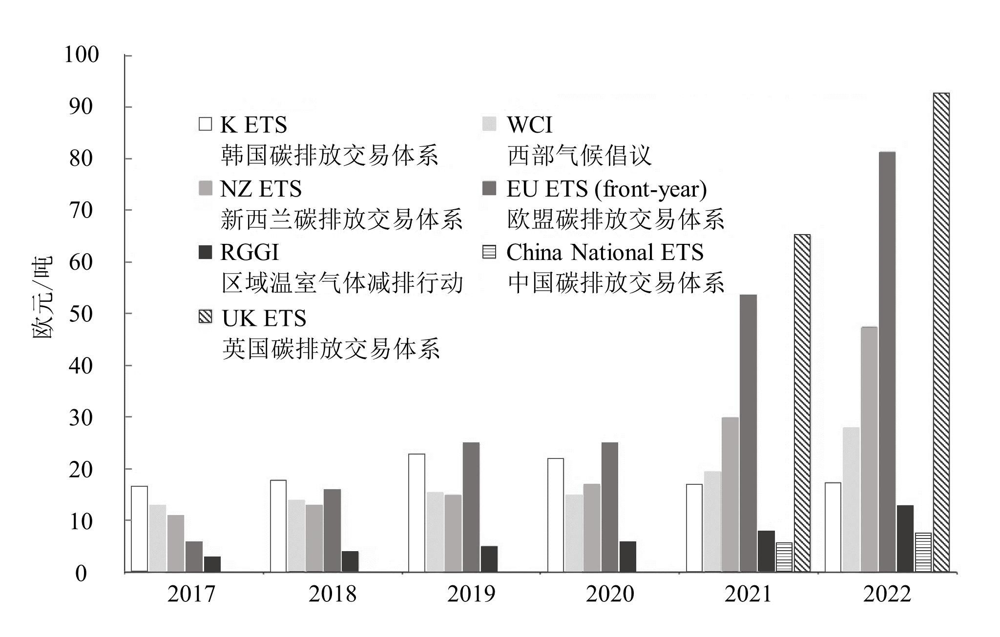 100
90
80
70
60
50
40
30
20
10
0
欧元/吨
K ETS
韩国碳排放交易体系
WCI
西部气候倡议
NZ ETS
新西兰碳排放交易体系
EU ETS (front-year)
欧盟碳排放交易体系
RGGI
区域温室气体减排行动
China National ETS
中国碳排放交易体系
UK ETS
英国碳排放交易体系
2017 2018 2019 2020 2021 2022